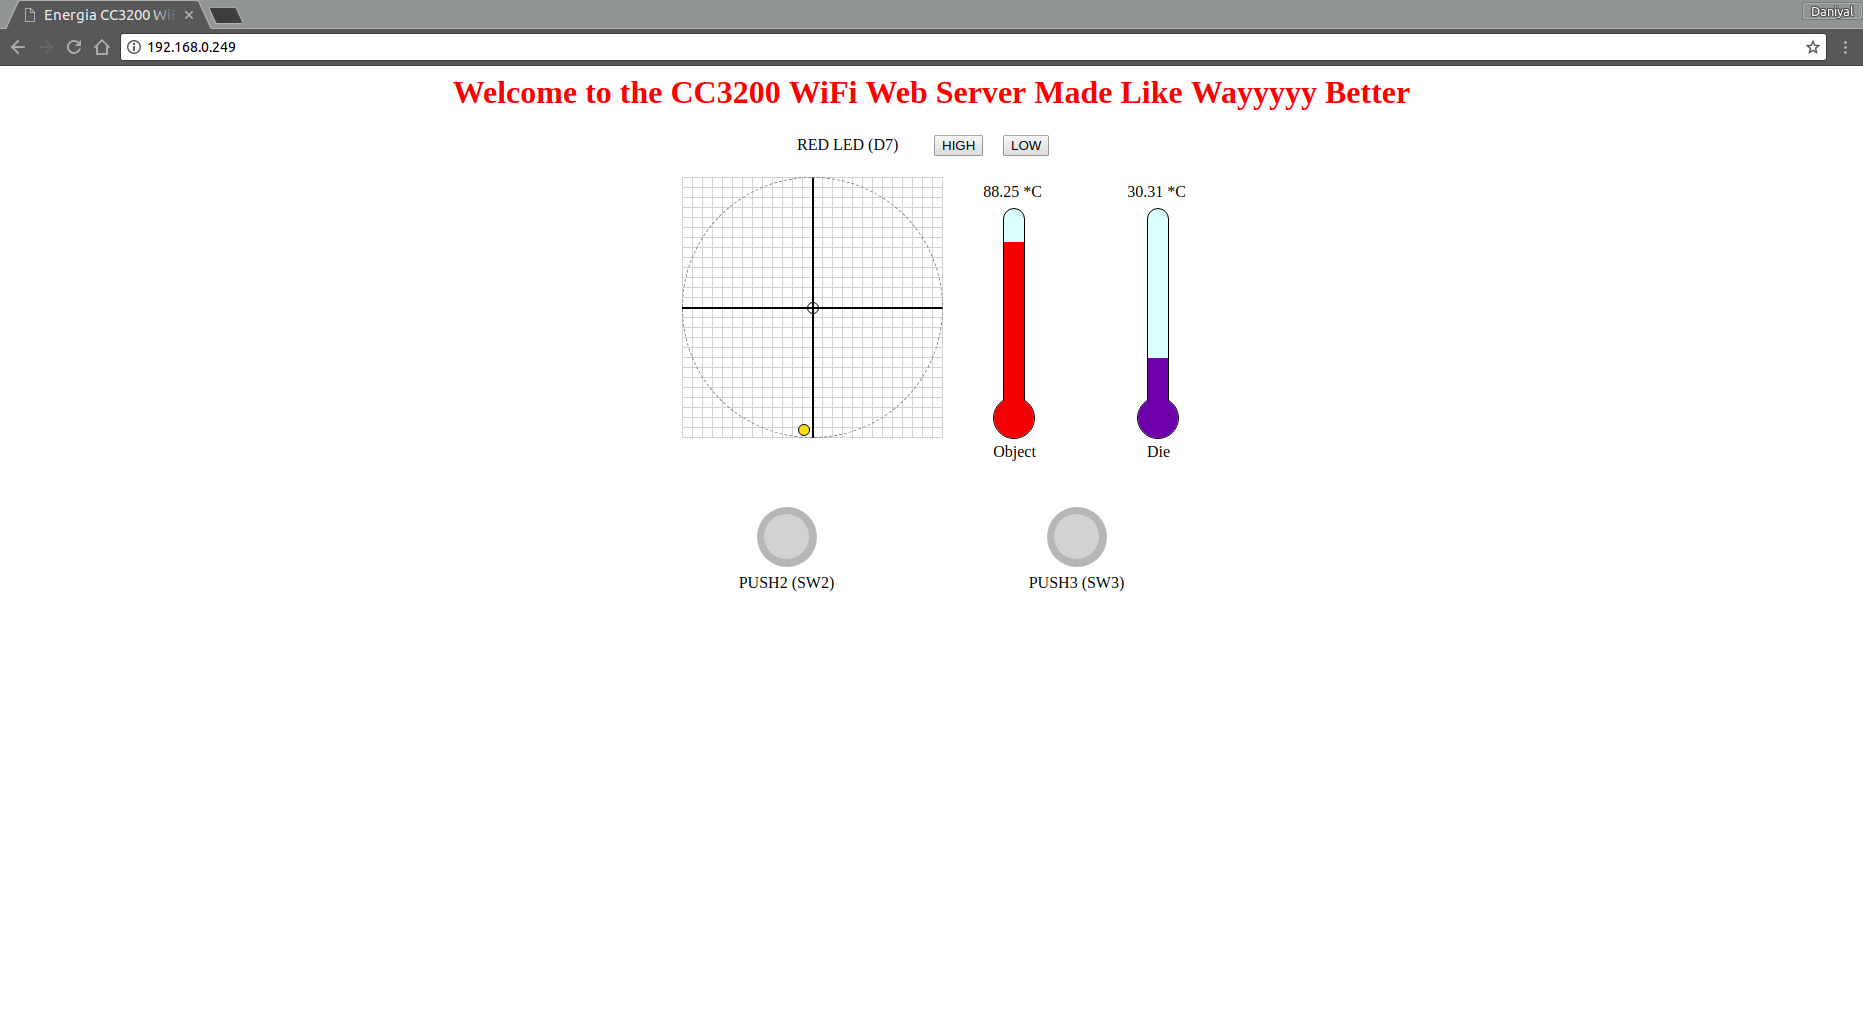 Energia CC3200 Wif
Daniyal
192.168.0.249
Welcome to the CC3200 WiFi Web Server Made Like Wayyyyy Better
RED LED (D7) HIGH LOW
88.25 *C 30.31 *C
Object Die
PUSH2 (SW2) PUSH3 (SW3)